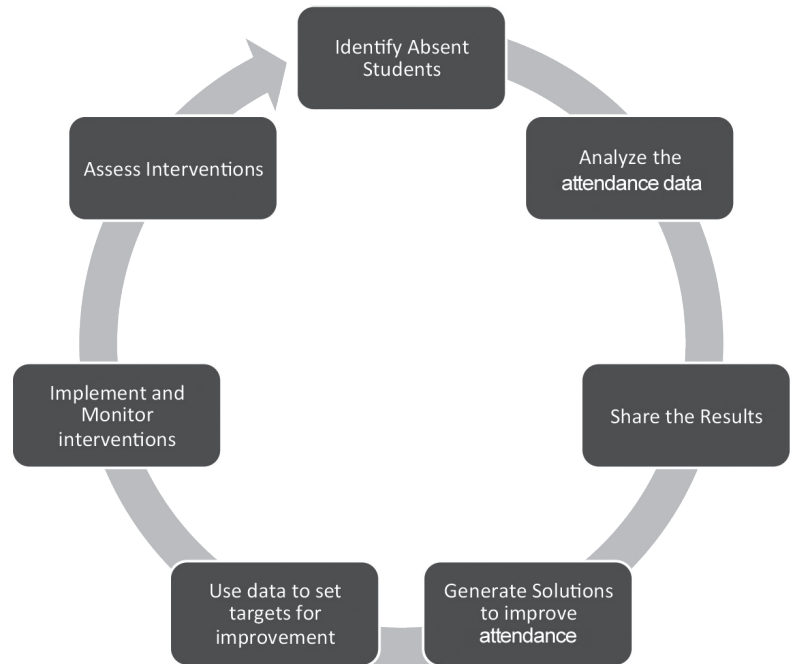 Identify Absent
Students
Analyze the
attendance data
Share the Results
Generate Solutions
to improve
attendance
Use data to set
targets for
improvement
Implement and
Monitor
interventions
Assess Interventions